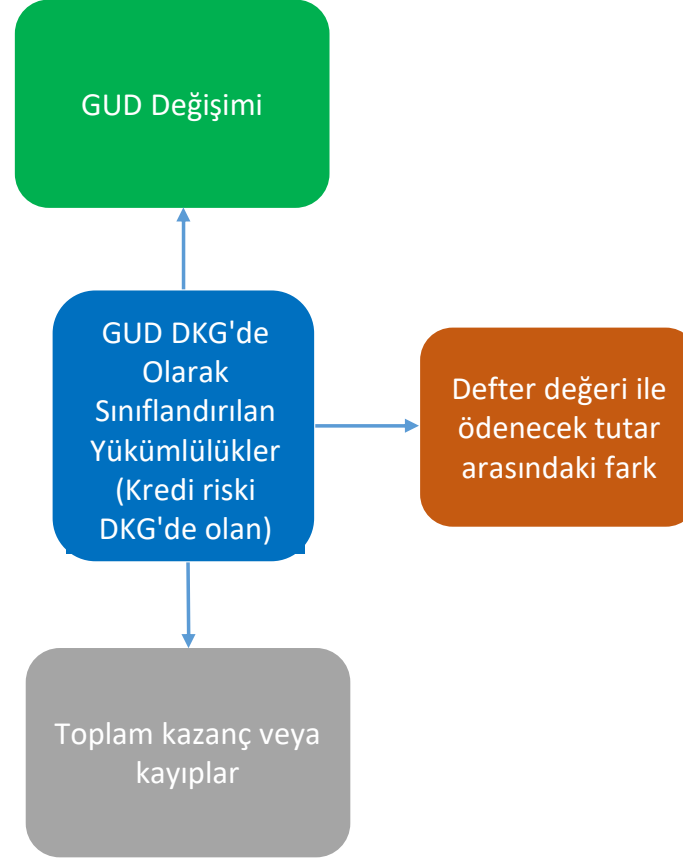 GUD Değişimi
GUD DKG'de
Olarak
Sınıflandırılan
Yükümlülükler
(Kredi riski
DKG'de olan)
Defter değeri ile
ödenecek tutar
arasındaki fark
Toplam kazanç veya
kayıplar